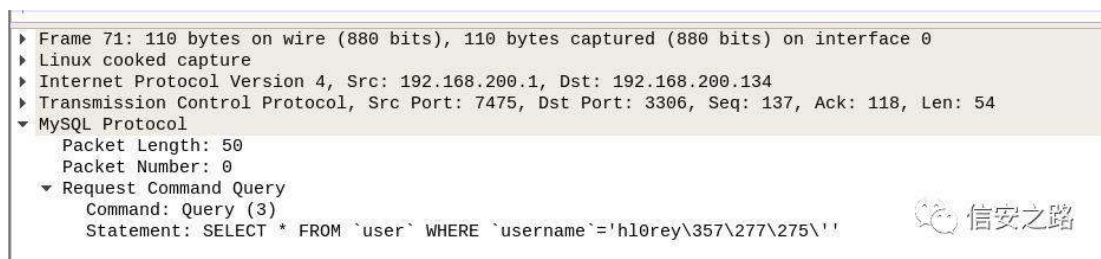 Frame 71: 110 bytes on wire (880 bits), 110 bytes captured (880 bits) on interface 0
Linux cooked capture
Internet Protocol Version 4, Src: 192.168.200.1, Dst: 192.168.200.134
Transmission Control Protocol, Src Port: 7475, Dst Port: 3306, Seq: 137, Ack: 118, Len: 54
MySQL Protocol
Packet Length: 50
Packet Number: 0
Request Command Query
Command: Query (3)
Statement: SELECT * FROM `user` WHERE `username`='hl0rey\357\277\275\''
信安之路